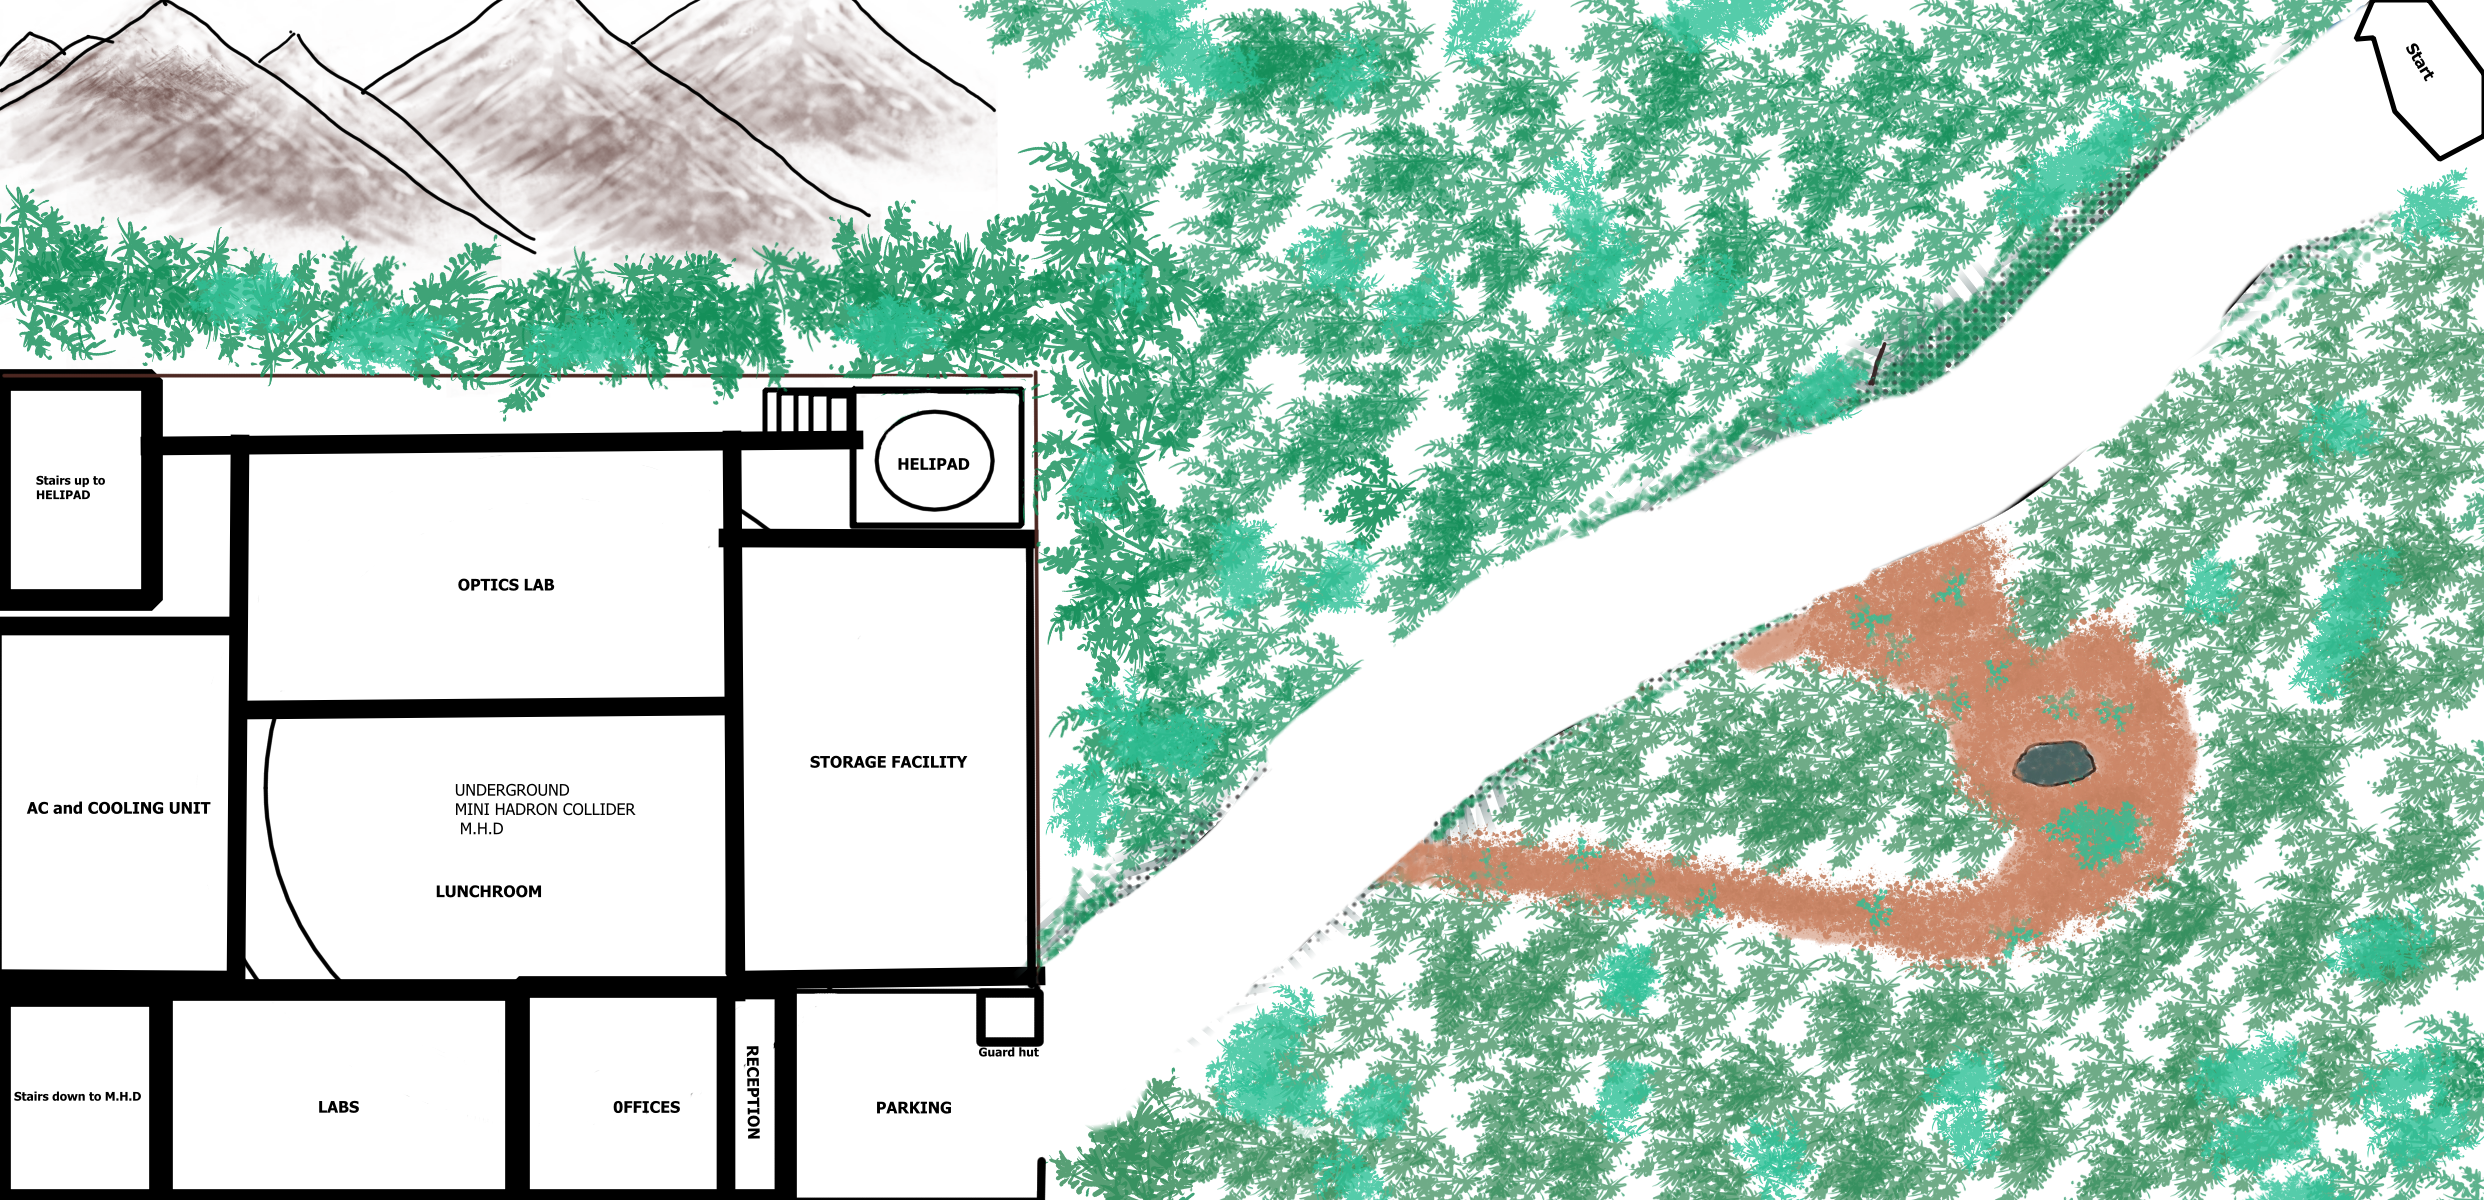 Start
HELIPAD
Stairs up to
HELIPAD
OPTICS LAB
STORAGE FACILITY
AC and COOLING UNIT
UNDERGROUND
MINI HADRON COLLIDER
M.H.D
LUNCHROOM
Guard hut
Stairs down to M.H.D
LABS
0FFICES
RECEPTION
PARKING